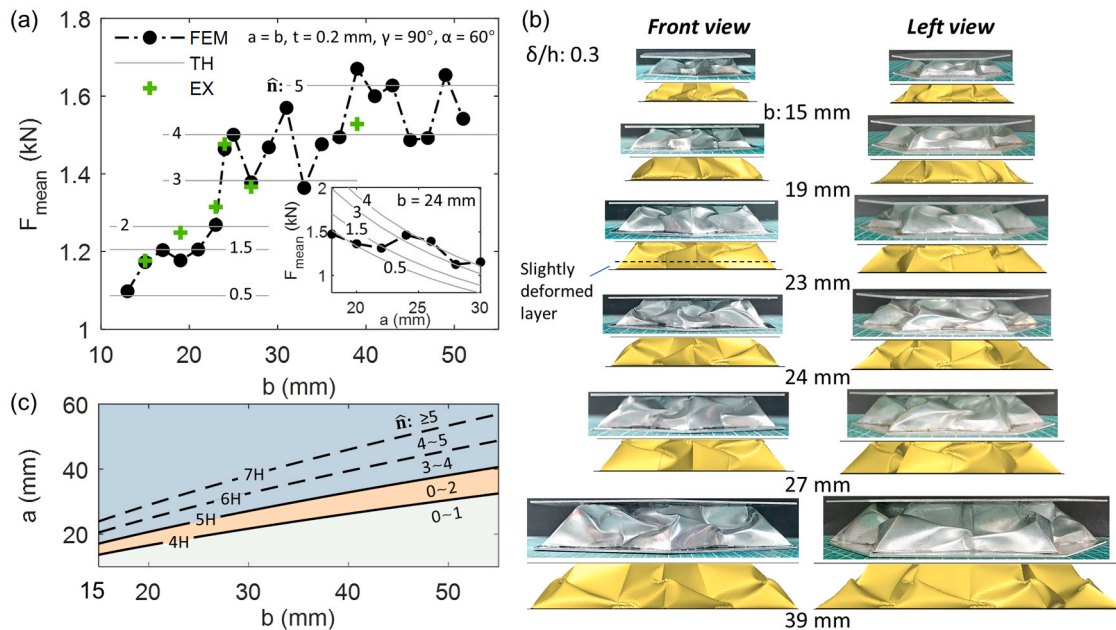 (a)
1.8
1.6
1.4
1.2
1
F_mean (kN)
FEM
TH
EX
a = b, t = 0.2 mm, γ = 90°, α = 60°
n̂:
5
4
3
2
1.5
0.5
10
20
30
40
50
b (mm)
2
1.5
1
F_mean (kN)
b = 24 mm
4
3
1.5
0.5
20
25
30
a (mm)
(b)
Front view
Left view
δ/h: 0.3
b: 15 mm
19 mm
Slightly
deformed
layer
23 mm
24 mm
27 mm
39 mm
(c)
60
40
20
a (mm)
n̂: ≥5
4~5
3~4
0~2
0~1
7H
6H
5H
4H
15
20
30
40
50
b (mm)